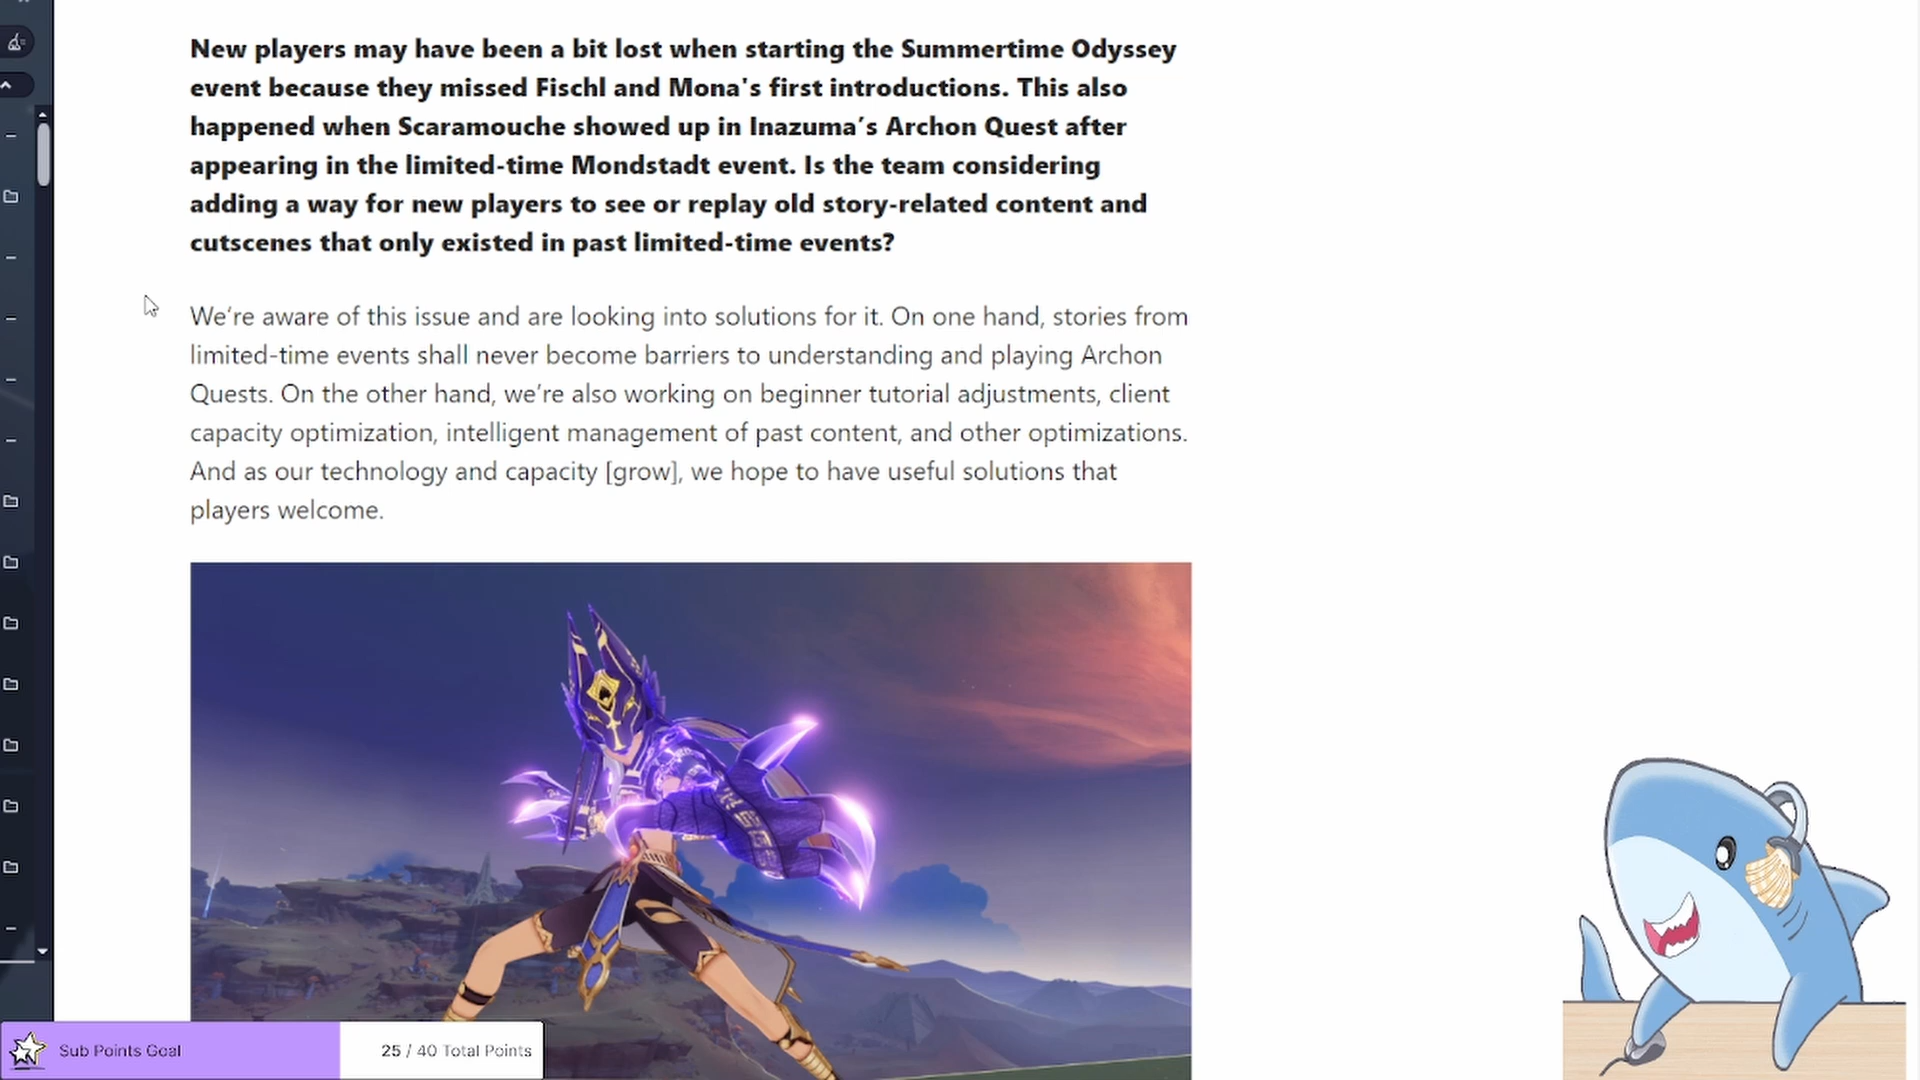 New players may have been a bit lost when starting the Summertime Odyssey
event because they missed Fischl and Mona's first introductions. This also
happened when Scaramouche showed up in Inazuma’s Archon Quest after
appearing in the limited-time Mondstadt event. Is the team considering
adding a way for new players to see or replay old story-related content and
cutscenes that only existed in past limited-time events?
We’re aware of this issue and are looking into solutions for it. On one hand, stories from
limited-time events shall never become barriers to understanding and playing Archon
Quests. On the other hand, we’re also working on beginner tutorial adjustments, client
capacity optimization, intelligent management of past content, and other optimizations.
And as our technology and capacity [grow], we hope to have useful solutions that
players welcome.
Sub Points Goal
25 / 40 Total Points